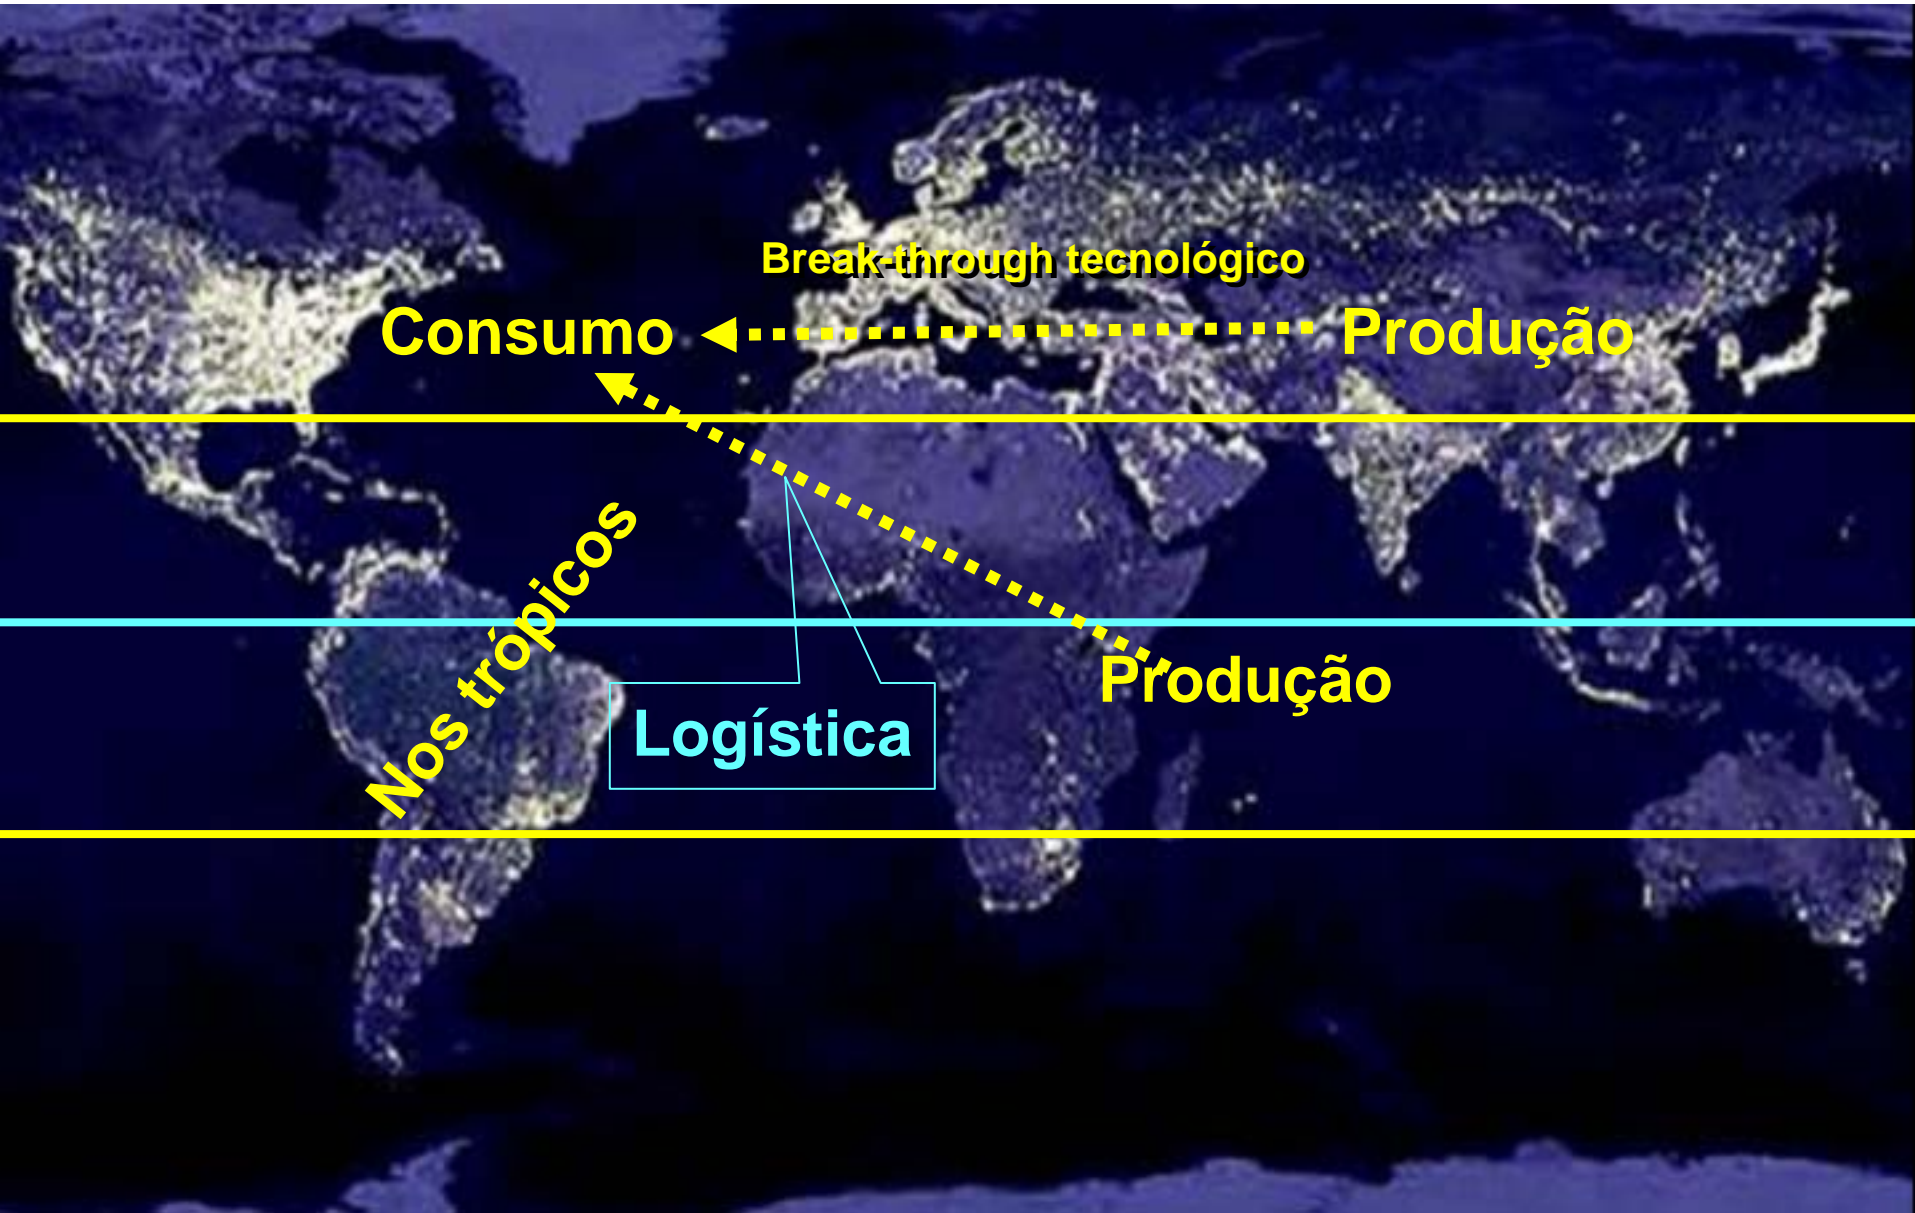 Break-through tecnológico
Consumo
Produção
Nos trópicos
Produção
Logística